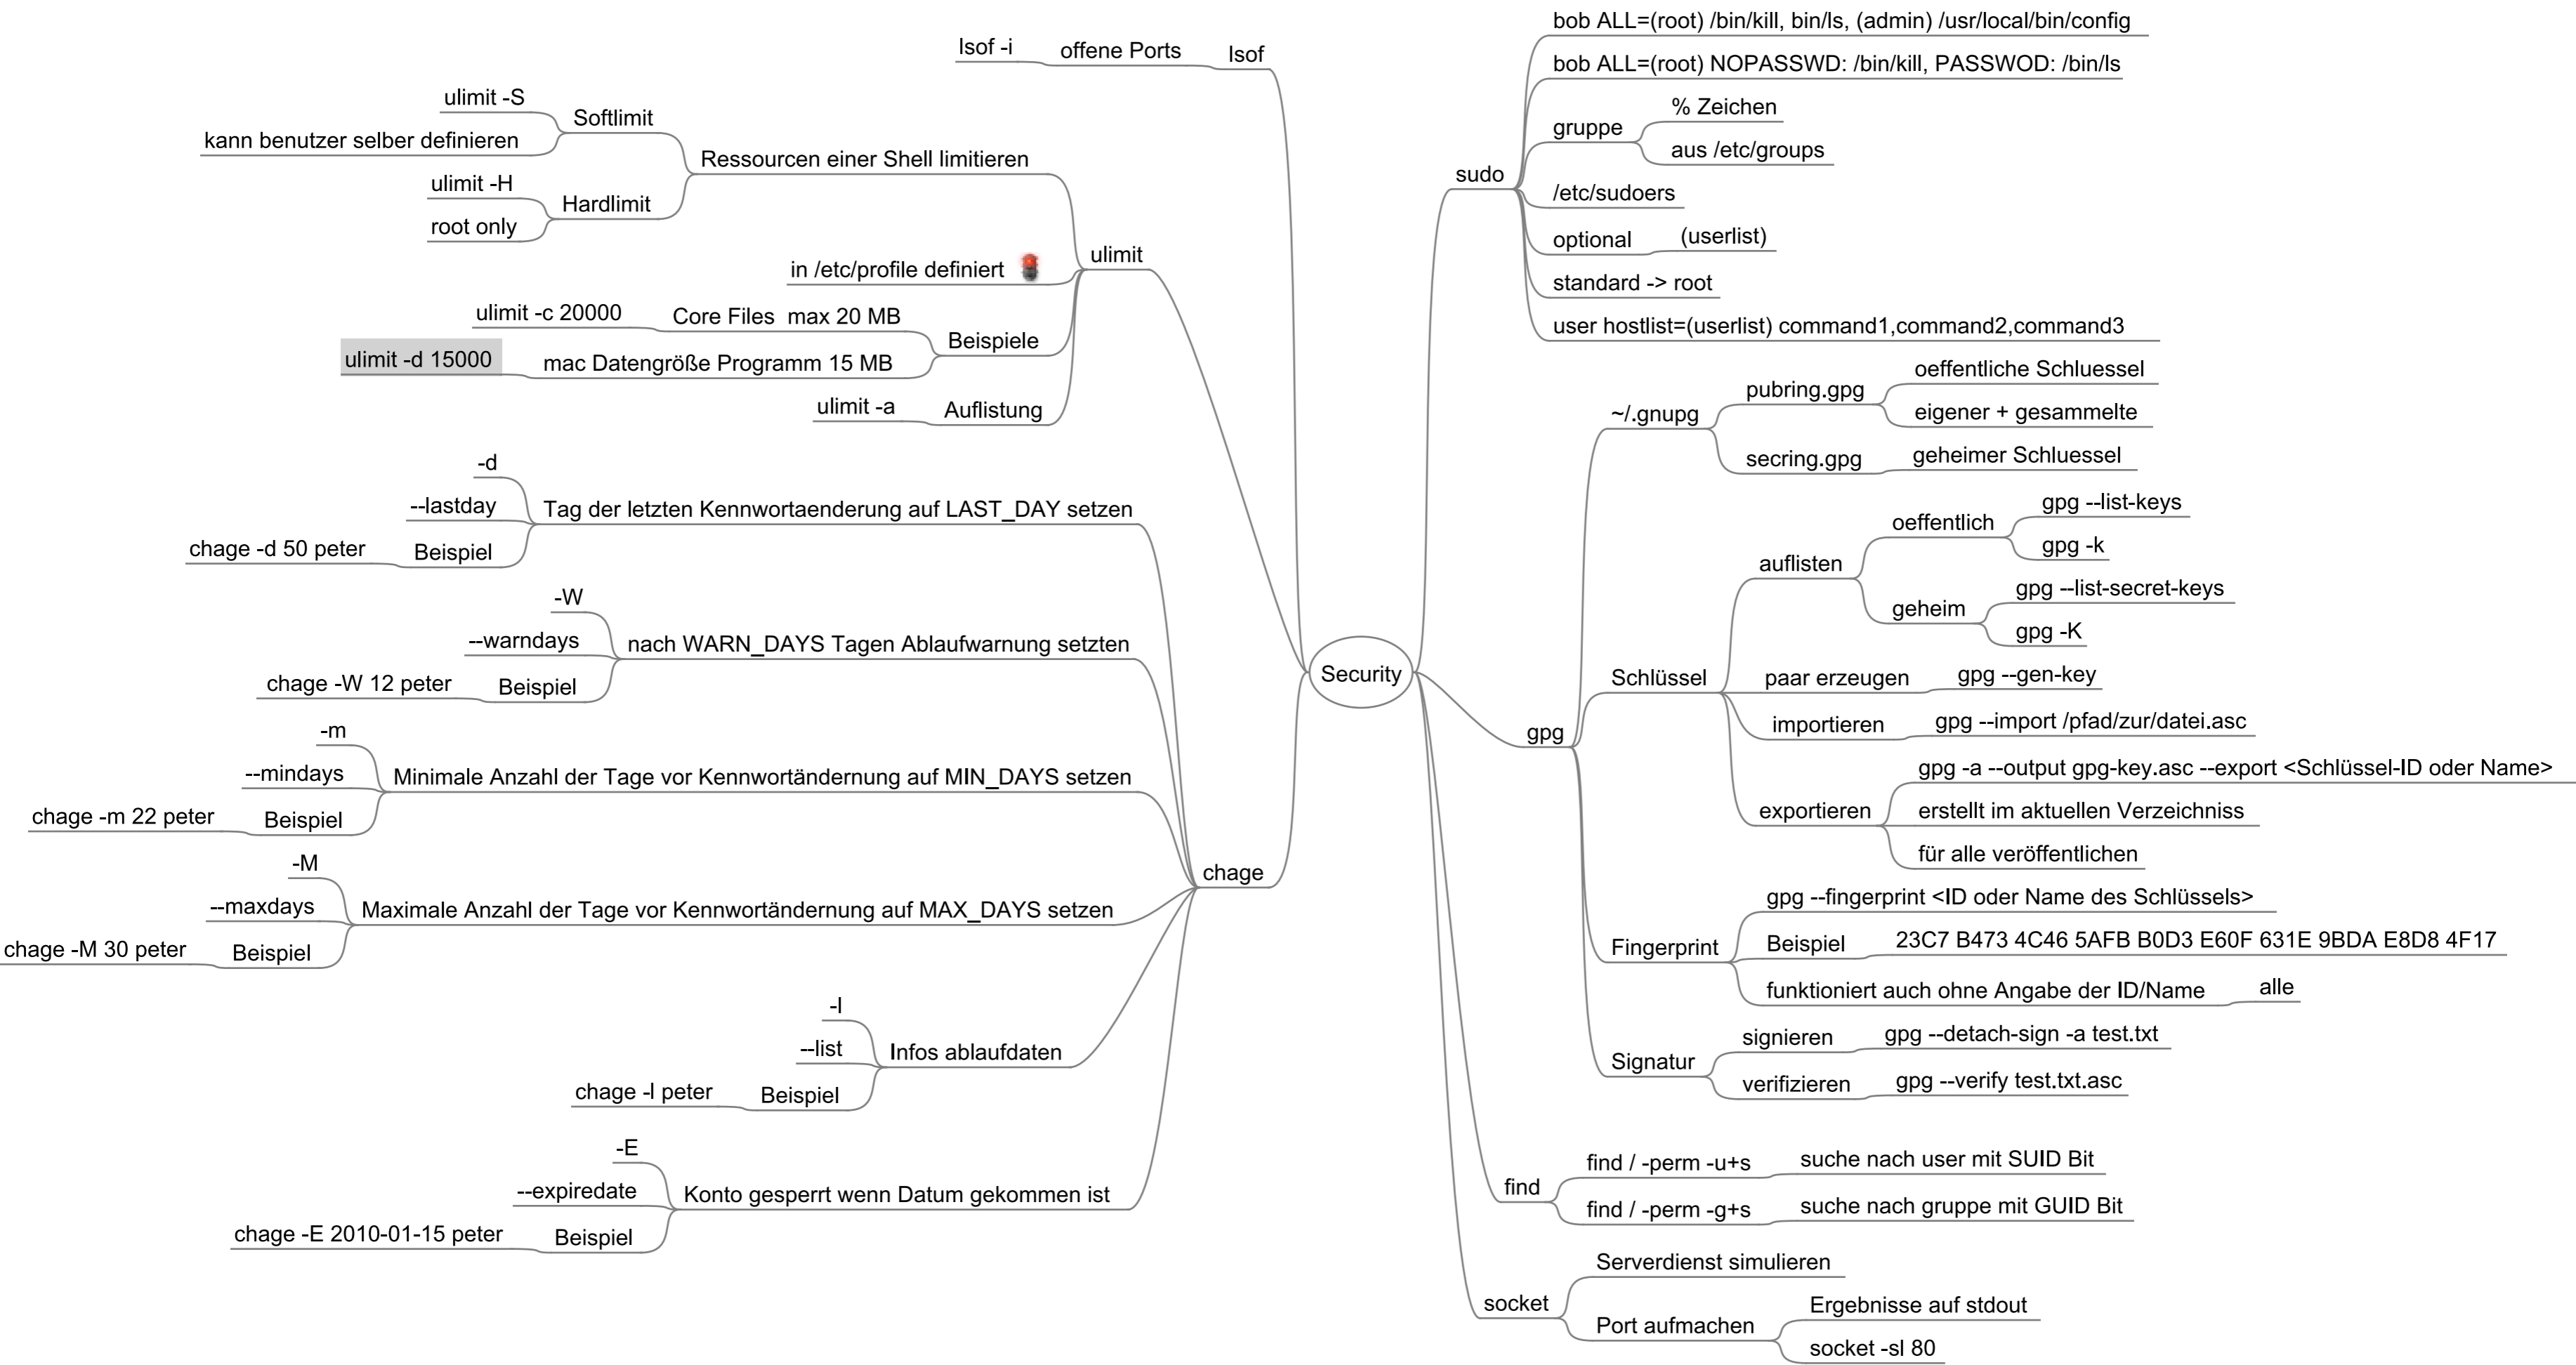 Security
lsof
offene Ports
lsof -i
ulimit
Ressourcen einer Shell limitieren
Softlimit
ulimit -S
kann benutzer selber definieren
Hardlimit
ulimit -H
root only
in /etc/profile definiert
Beispiele
Core Files  max 20 MB
ulimit -c 20000
mac Datengröße Programm 15 MB
ulimit -d 15000
Auflistung
ulimit -a
chage
Tag der letzten Kennwortaenderung auf LAST_DAY setzen
-d
--lastday
Beispiel
chage -d 50 peter
nach WARN_DAYS Tagen Ablaufwarnung setzten
-W
--warndays
Beispiel
chage -W 12 peter
Minimale Anzahl der Tage vor Kennwortändernung auf MIN_DAYS setzen
-m
--mindays
Beispiel
chage -m 22 peter
Maximale Anzahl der Tage vor Kennwortändernung auf MAX_DAYS setzen
-M
--maxdays
Beispiel
chage -M 30 peter
Infos ablaufdaten
-l
--list
Beispiel
chage -l peter
Konto gesperrt wenn Datum gekommen ist
-E
--expiredate
Beispiel
chage -E 2010-01-15 peter
sudo
bob ALL=(root) /bin/kill, bin/ls, (admin) /usr/local/bin/config
bob ALL=(root) NOPASSWD: /bin/kill, PASSWOD: /bin/ls
gruppe
% Zeichen
aus /etc/groups
/etc/sudoers
optional
(userlist)
standard -> root
user hostlist=(userlist) command1,command2,command3
gpg
~/.gnupg
pubring.gpg
oeffentliche Schluessel
eigener + gesammelte
secring.gpg
geheimer Schluessel
Schlüssel
auflisten
oeffentlich
gpg --list-keys
gpg -k
geheim
gpg --list-secret-keys
gpg -K
paar erzeugen
gpg --gen-key
importieren
gpg --import /pfad/zur/datei.asc
exportieren
gpg -a --output gpg-key.asc --export <Schlüssel-ID oder Name>
erstellt im aktuellen Verzeichniss
für alle veröffentlichen
Fingerprint
gpg --fingerprint <ID oder Name des Schlüssels>
Beispiel
23C7 B473 4C46 5AFB B0D3 E60F 631E 9BDA E8D8 4F17
funktioniert auch ohne Angabe der ID/Name
alle
Signatur
signieren
gpg --detach-sign -a test.txt
verifizieren
gpg --verify test.txt.asc
find
find / -perm -u+s
suche nach user mit SUID Bit
find / -perm -g+s
suche nach gruppe mit GUID Bit
socket
Serverdienst simulieren
Port aufmachen
Ergebnisse auf stdout
socket -sl 80